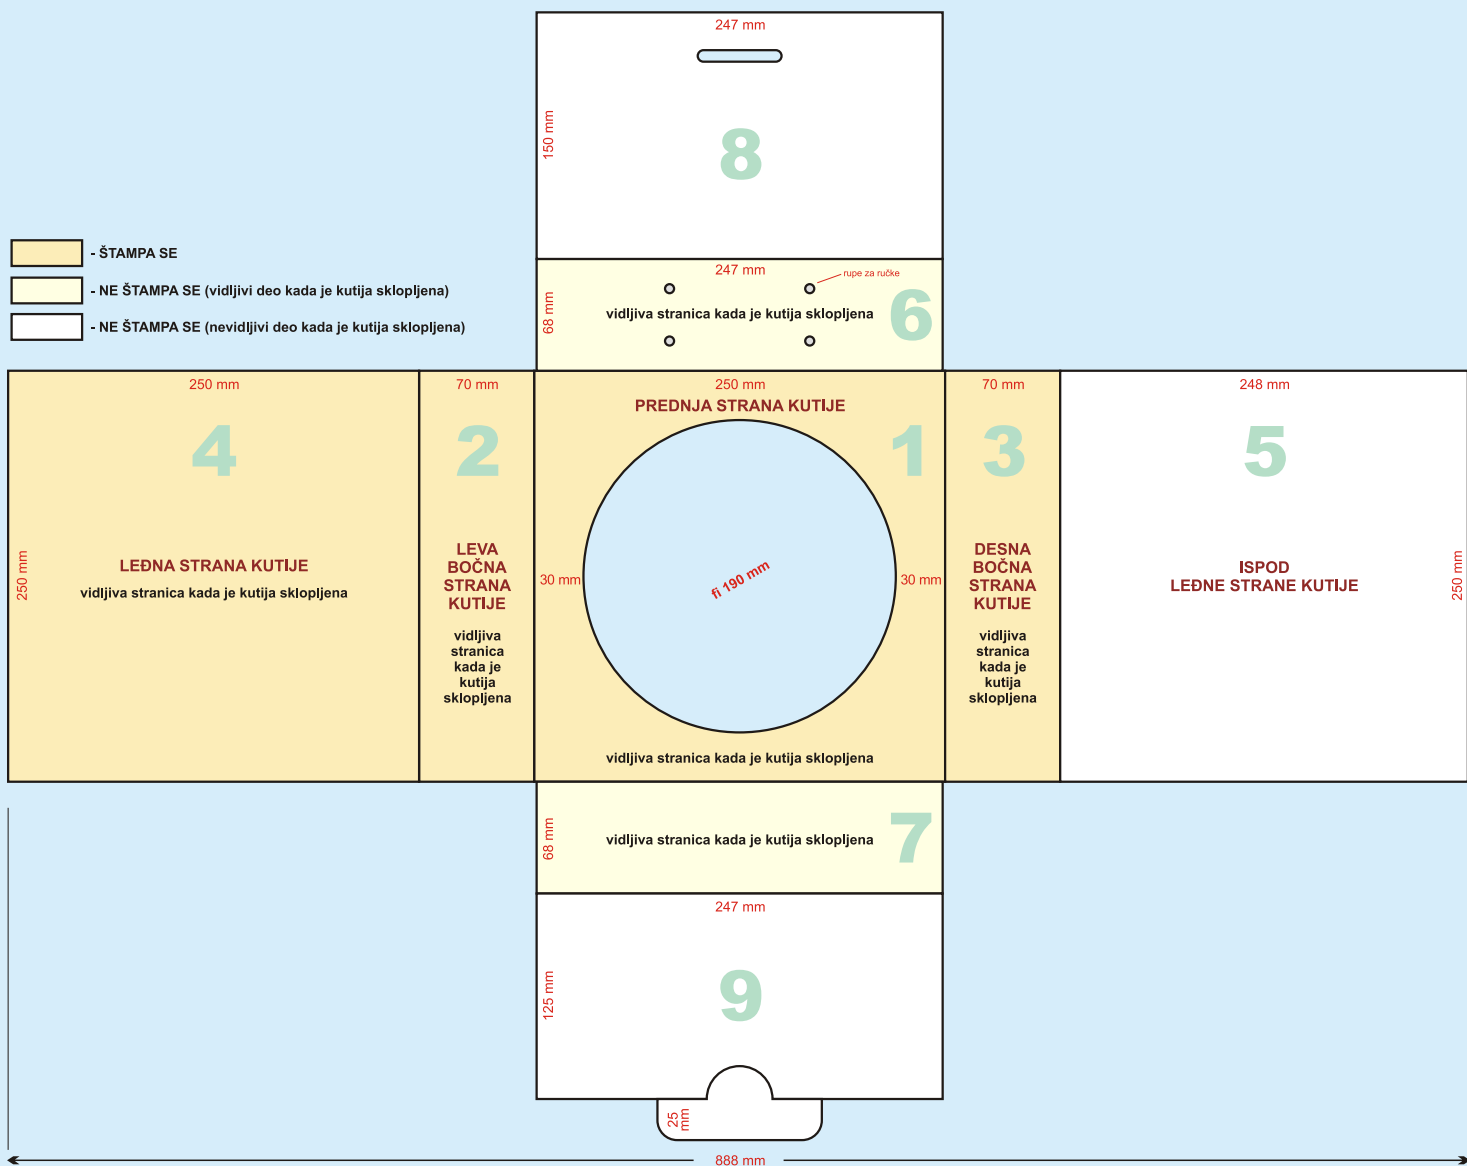 247 mm
150 mm
8
- ŠTAMPA SE
- NE ŠTAMPA SE (vidljivi deo kada je kutija sklopljena)
- NE ŠTAMPA SE (nevidljivi deo kada je kutija sklopljena)
247 mm
rupe za ručke
68 mm
vidljiva stranica kada je kutija sklopljena
6
250 mm
4
250 mm
LEĐNA STRANA KUTIJE
vidljiva stranica kada je kutija sklopljena
70 mm
2
LEVA
BOČNA
STRANA
KUTIJE
vidljiva
stranica
kada je
kutija
sklopljena
250 mm
PREDNJA STRANA KUTIJE
1
30 mm
fi 190 mm
30 mm
vidljiva stranica kada je kutija sklopljena
70 mm
3
DESNA
BOČNA
STRANA
KUTIJE
vidljiva
stranica
kada je
kutija
sklopljena
248 mm
5
ISPOD
LEĐNE STRANE KUTIJE
250 mm
68 mm
vidljiva stranica kada je kutija sklopljena
7
247 mm
125 mm
9
25
mm
888 mm